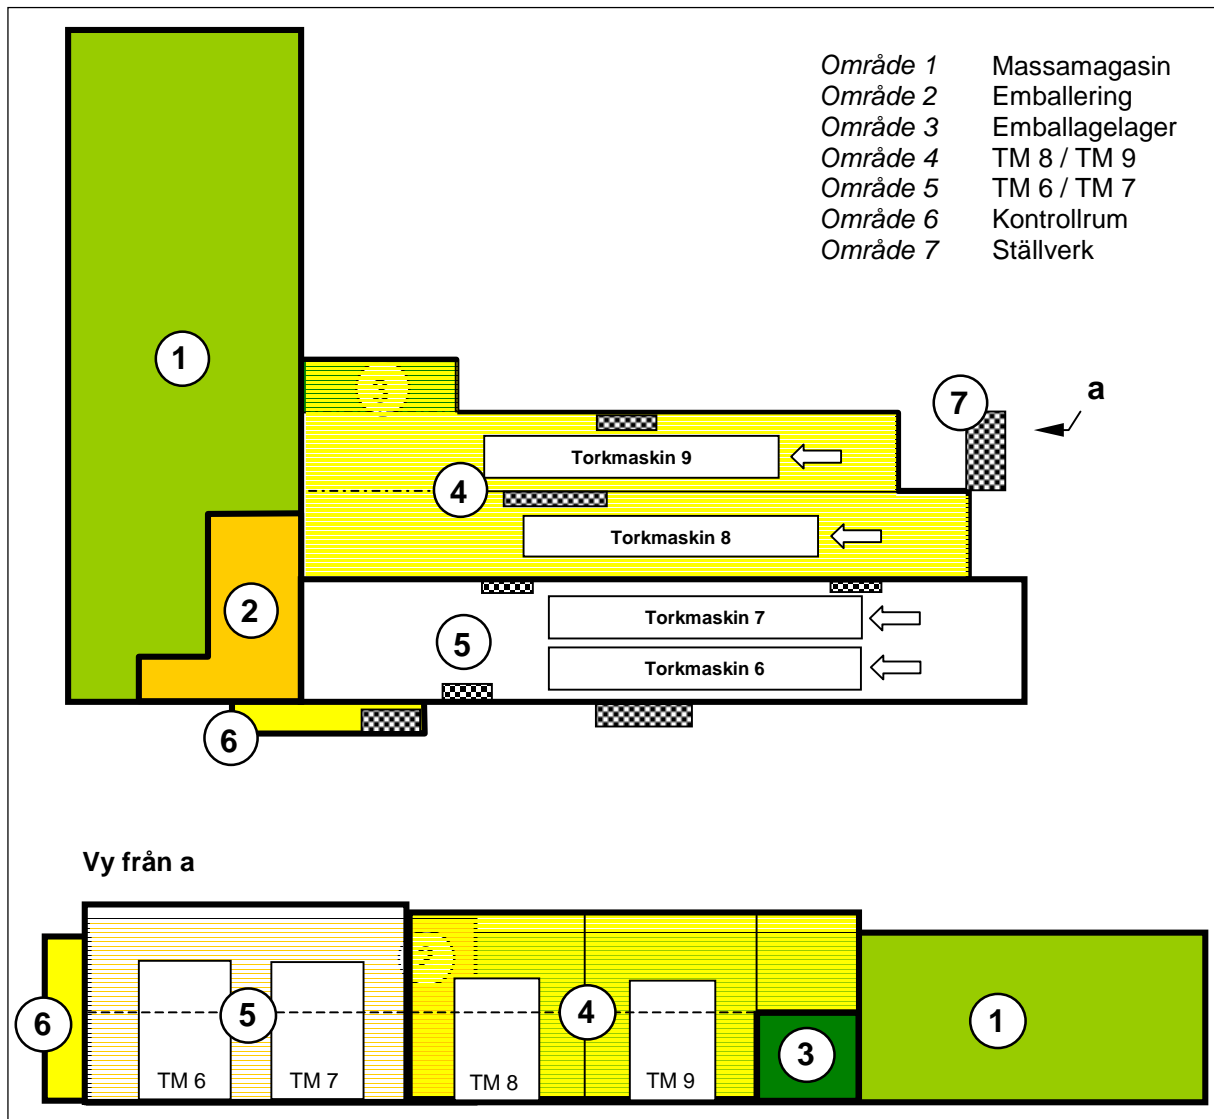 Område 1 Massamagasin
Område 2 Emballering
Område 3 Emballagelager
Område 4 TM 8 / TM 9
Område 5 TM 6 / TM 7
Område 6 Kontrollrum
Område 7 Ställverk
1
3
7
a
Torkmaskin 9
4
Torkmaskin 8
2
Torkmaskin 7
5
Torkmaskin 6
6
Vy från a
2
6
5
4
3
1
TM 6
TM 7
TM 8
TM 9